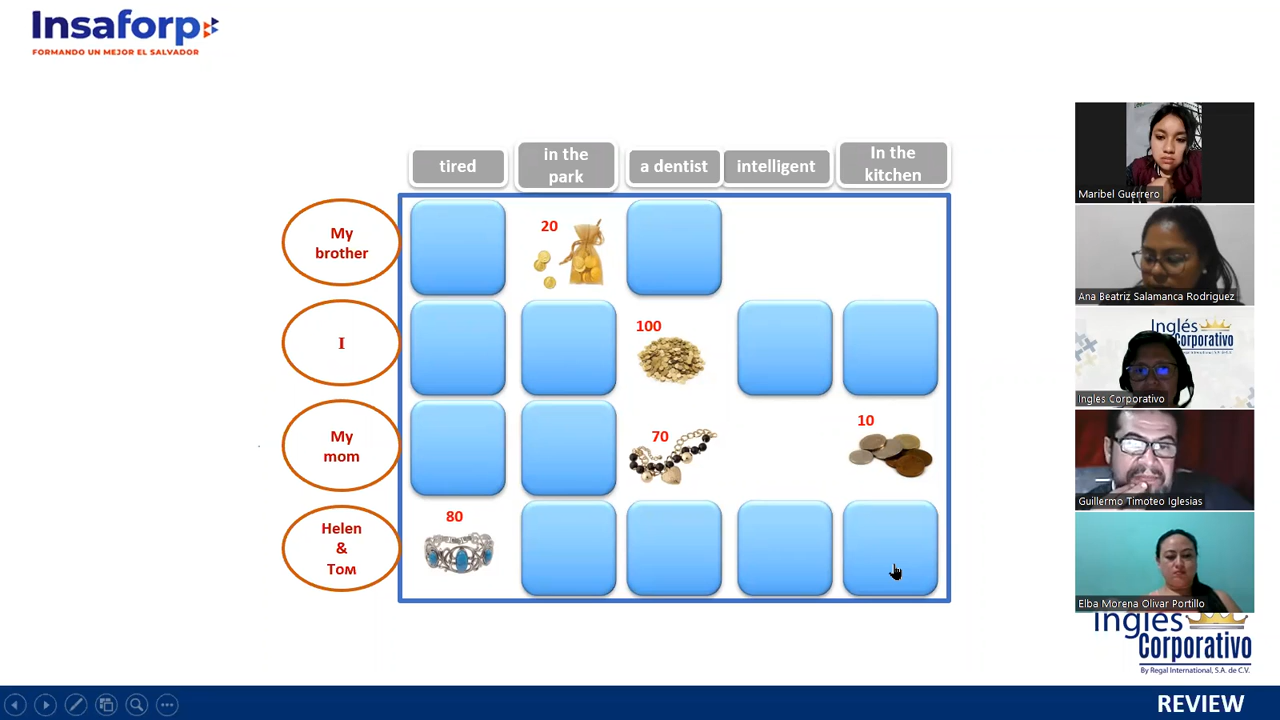 Insaforp
FORMANDO UN MEJOR EL SALVADOR
tired
in the
park
a dentist
intelligent
In the
kitchen
My
brother
20
I
100
My
mom
70
10
Helen
&
Tom
80
Maribel Guerrero
Ana Beatriz Salamanca Rodriguez
Inglés
Corporativo
Ingles Corporativo
Guillermo Timoteo Iglesias
Elba Morena Olivar Portillo
Inglés
Corporativo
By Regal International, S.A. de C.V.
REVIEW